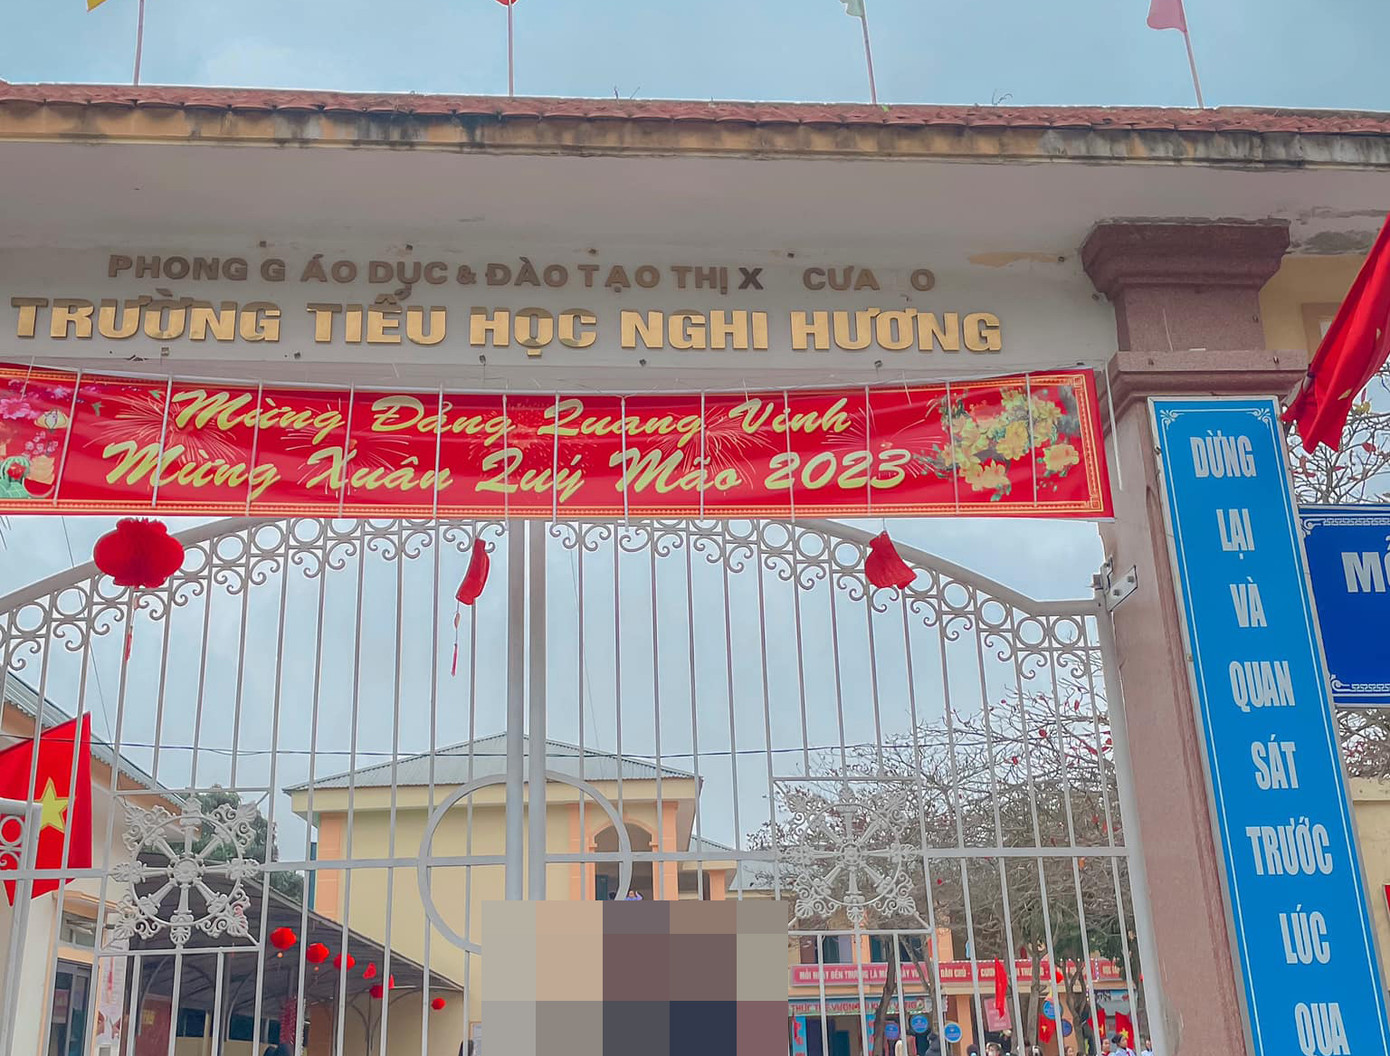 PHONG G ÁO DỤC & ĐÀO TẠO THỊ X CƯA O
TRƯỜNG TIỂU HỌC NGHI HƯƠNG
Mừng Đảng Quang Vinh
Mừng Xuân Quý Mão 2023
DỪNG
LẠI
VÀ
QUAN
SÁT
TRƯỚC
LÚC
QUA